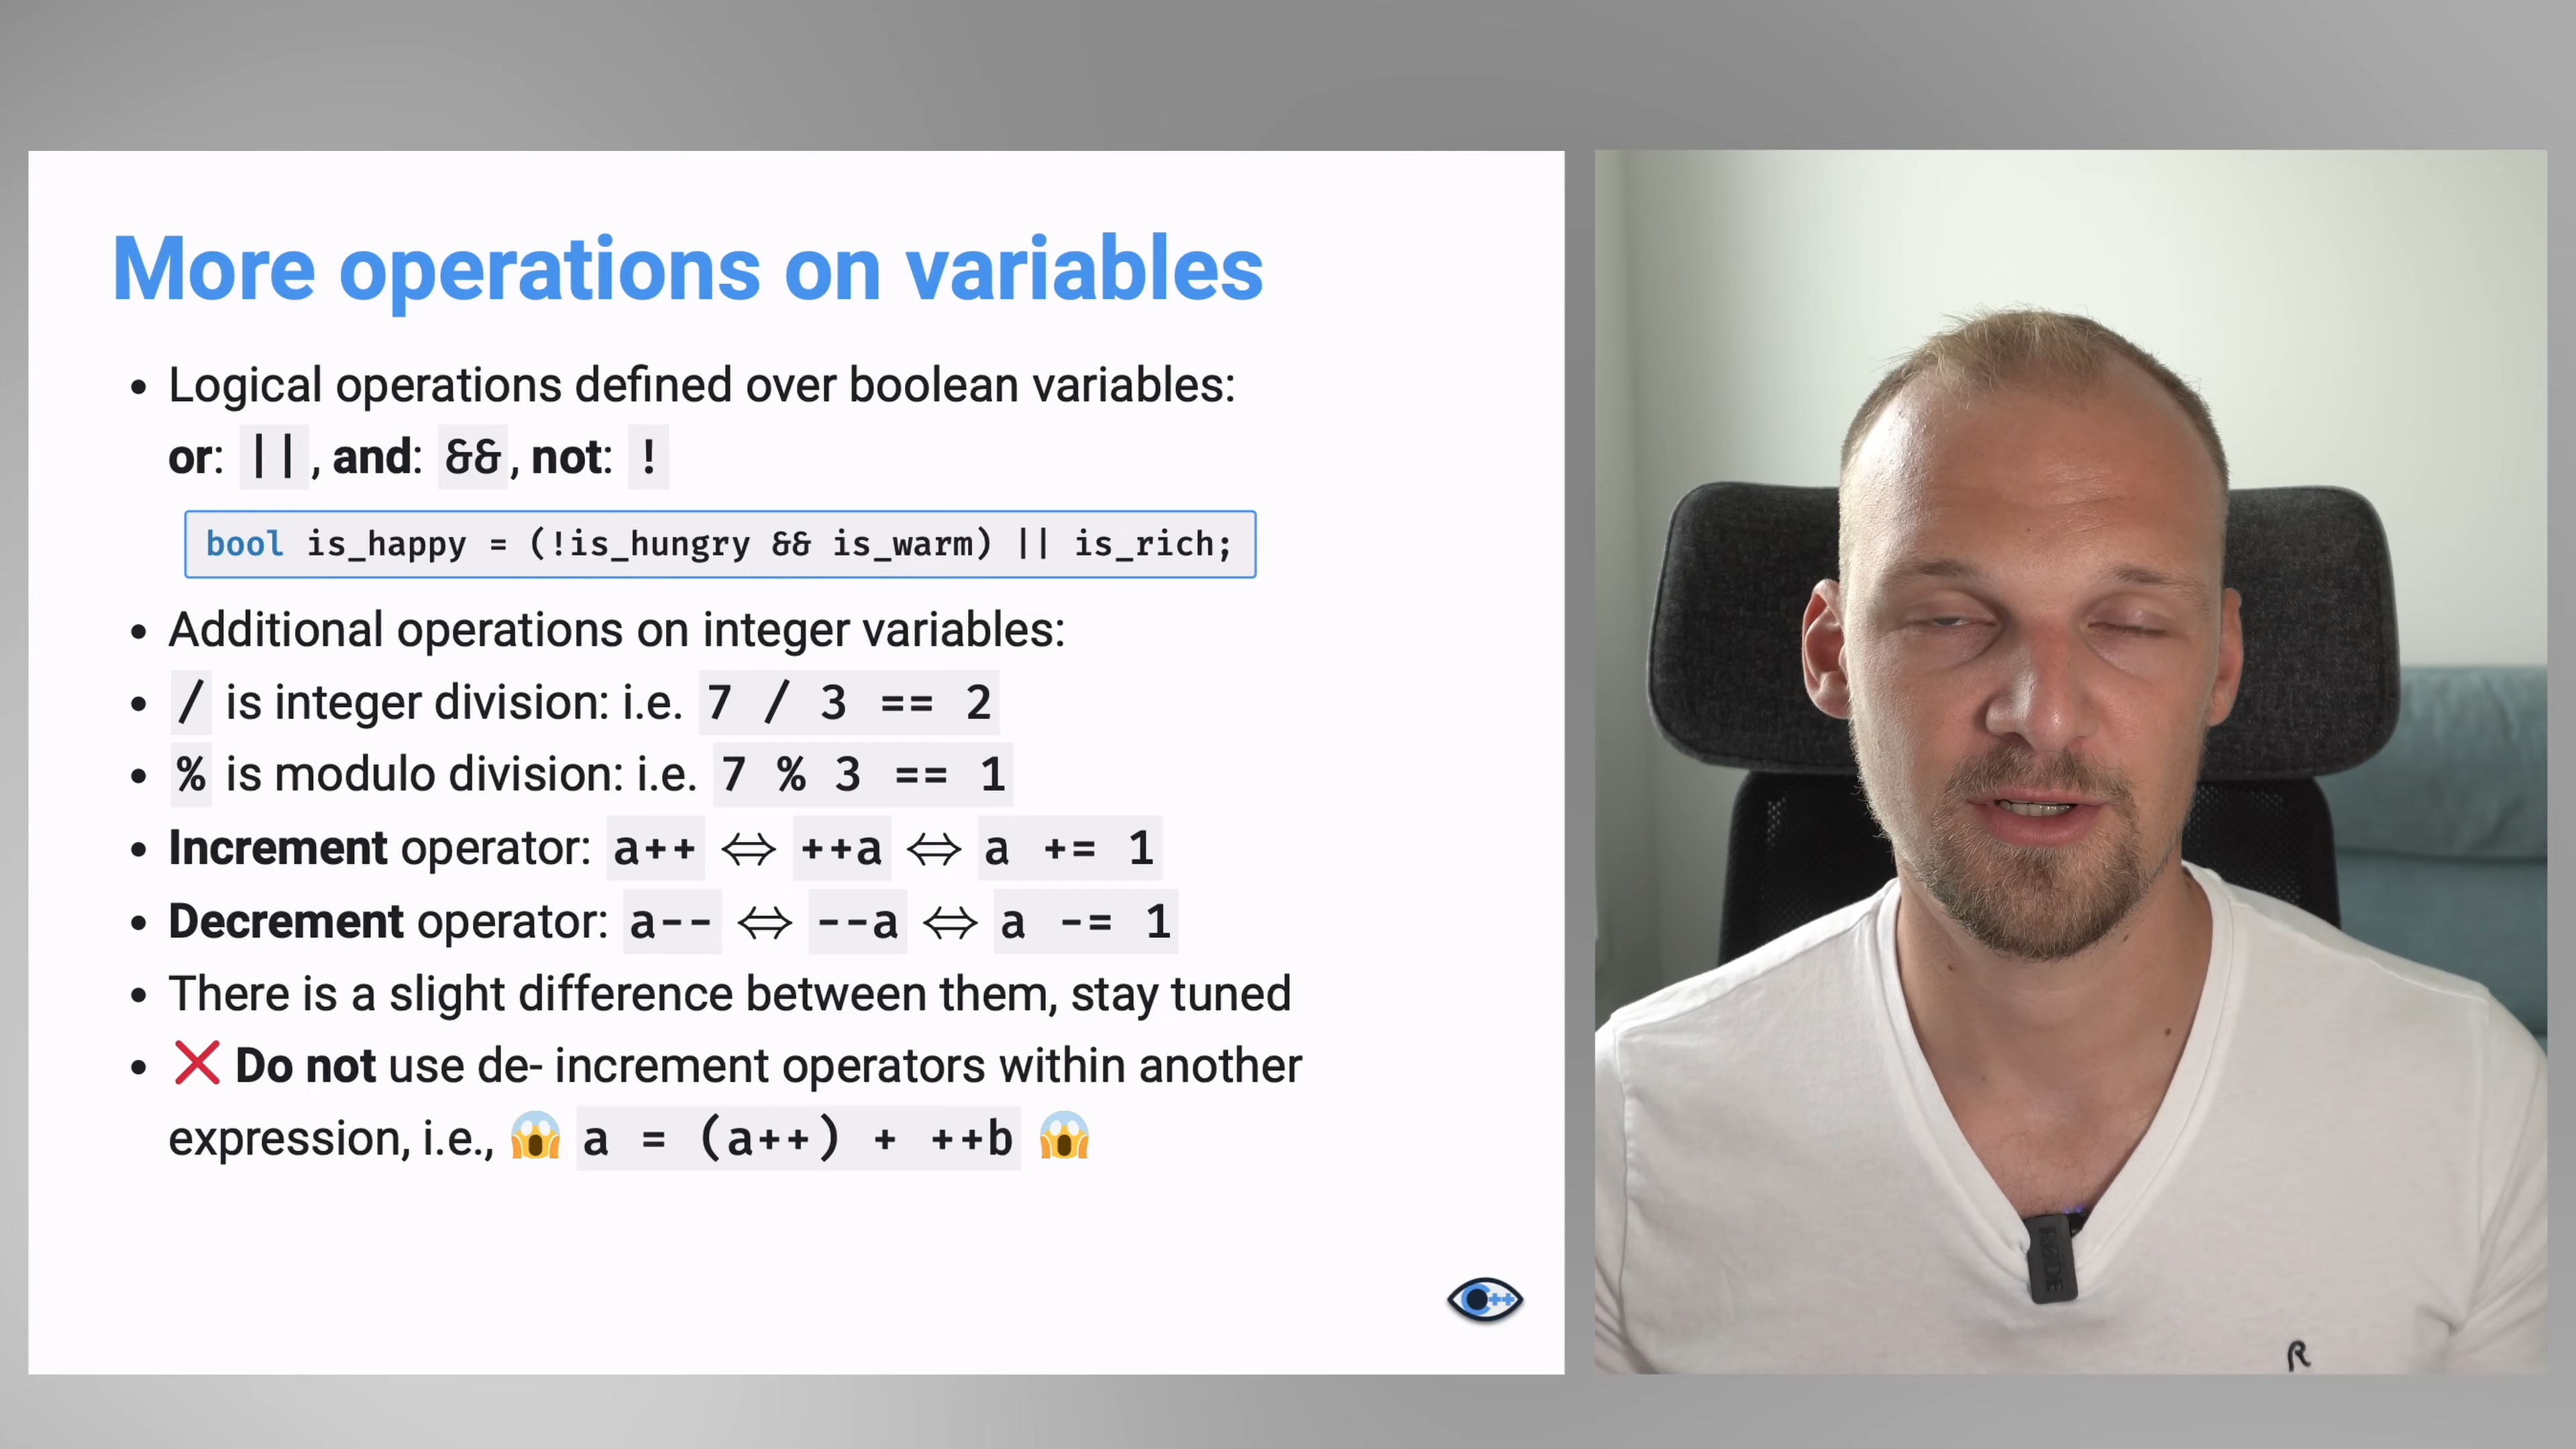 More operations on variables
• Logical operations defined over boolean variables:
or: ||, and: &&, not: !
bool is_happy = (!is_hungry && is_warm) || is_rich;
• Additional operations on integer variables:
• / is integer division: i.e. 7 / 3 == 2
• % is modulo division: i.e. 7 % 3 == 1
• Increment operator: a++ ⇔ ++a ⇔ a += 1
• Decrement operator: a-- ⇔ --a ⇔ a -= 1
• There is a slight difference between them, stay tuned
• ❌ Do not use de- increment operators within another
expression, i.e., 😱 a = (a++) + ++b 😱
C++
RODE
R